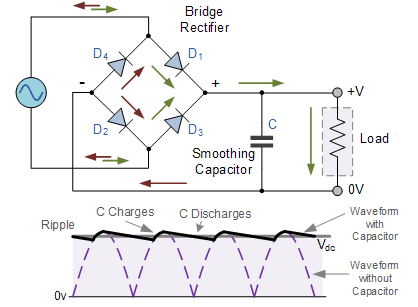 Bridge
Rectifier
D4
D1
-
+
+V
D2
D3
C
Load
Smoothing
Capacitor
0V
Ripple
C Charges
C Discharges
Waveform
with
Capacitor
Vdc
Waveform
without
Capacitor
0v